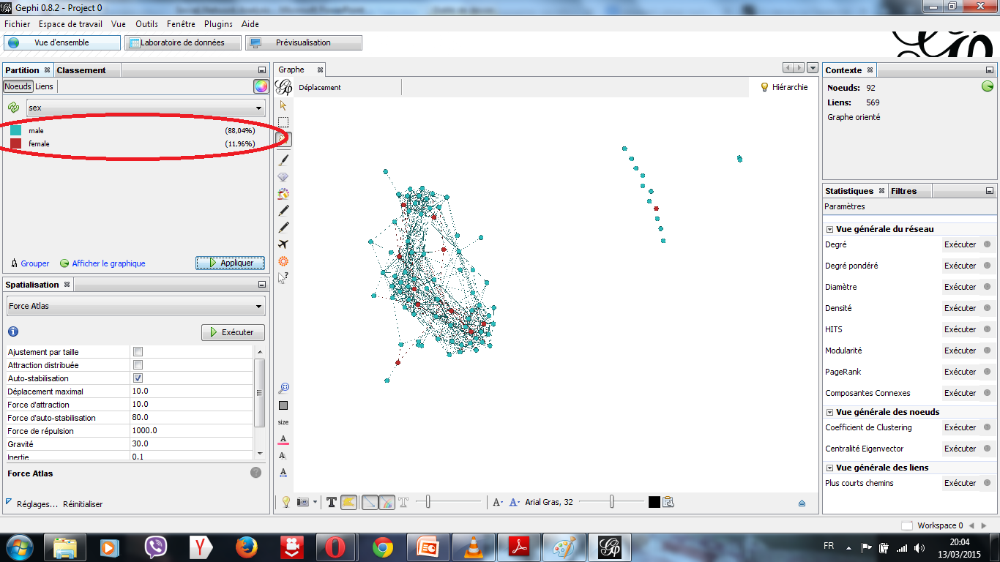 Gephi 0.8.2 - Project 0
Fichier Espace de travail Vue Outils Fenêtre Plugins Aide
Vue d'ensemble Laboratoire de données Prévisualisation
Partition Classement
Noeuds Liens
sex
male (88,04%)
female (11,96%)
Grouper Afficher le graphique Appliquer
Spatialisation
Force Atlas
Exécuter
Ajustement par taille
Attraction distribuée
Auto-stabilisation
Déplacement maximal 10.0
Force d'attraction 10.0
Force d'auto-stabilisation 80.0
Force de répulsion 1000.0
Gravité 30.0
Inertie 0.1
Force Atlas
Réglages... Réinitialiser
Graphe
Déplacement Hiérarchie
size
Arial Gras, 32
Contexte
Noeuds: 92
Liens: 569
Graphe orienté
Statistiques Filtres
Paramètres
Vue générale du réseau
Degré Exécuter
Degré pondéré Exécuter
Diamètre Exécuter
Densité Exécuter
HITS Exécuter
Modularité Exécuter
PageRank Exécuter
Composantes Connexes Exécuter
Vue générale des noeuds
Coefficient de Clustering Exécuter
Centralité Eigenvector Exécuter
Vue générale des liens
Plus courts chemins Exécuter
Workspace 0
FR
20:04
13/03/2015